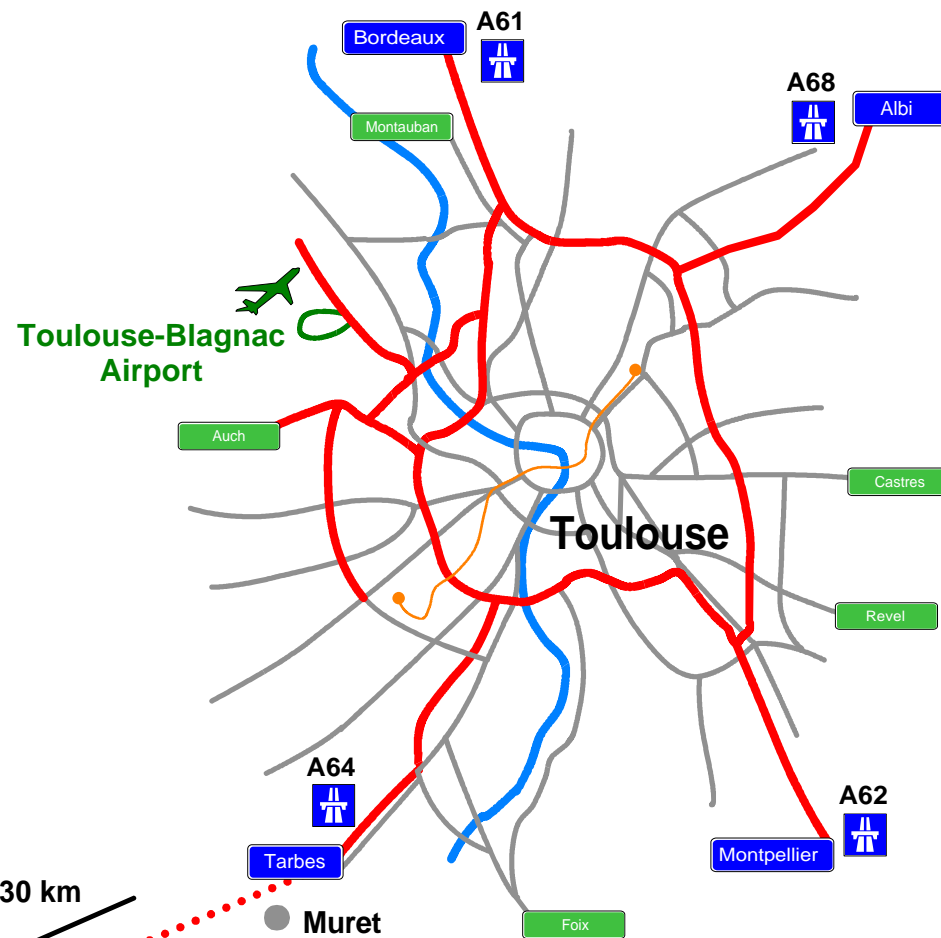 A61
Bordeaux
A68
Albi
Montauban
Toulouse-Blagnac
Airport
Auch
Castres
Toulouse
Revel
A64
A62
Tarbes
Montpellier
30 km
Muret
Foix